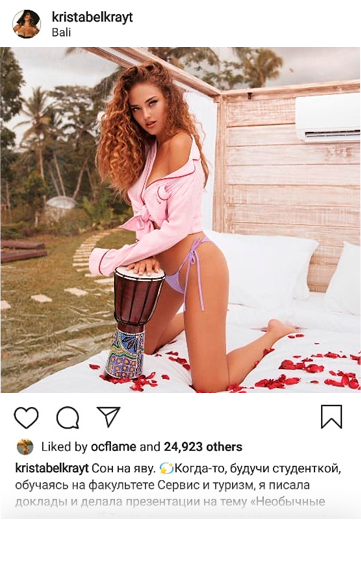 kristabelkrayt
Bali
Liked by ocflame and 24,923 others
kristabelkrayt Сон на яву. 💫Когда-то, будучи студенткой,
обучаясь на факультете Сервис и туризм, я писала
доклады и делала презентации на тему «Необычные